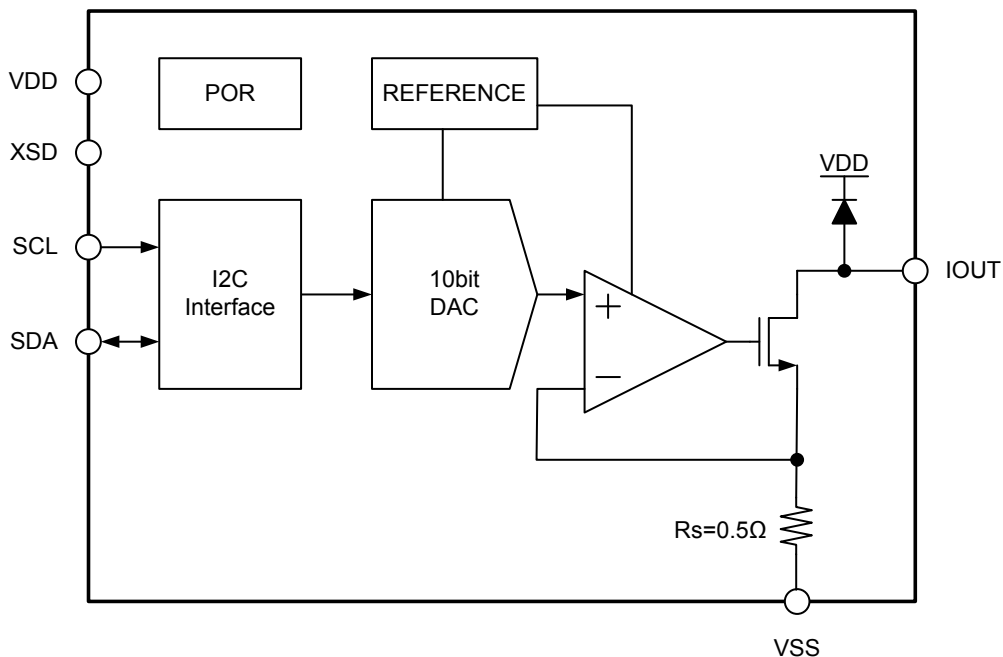 VDD
POR
REFERENCE
XSD
VDD
SCL
I2C
Interface
10bit
DAC
+
IOUT
SDA
−
Rs=0.5Ω
VSS